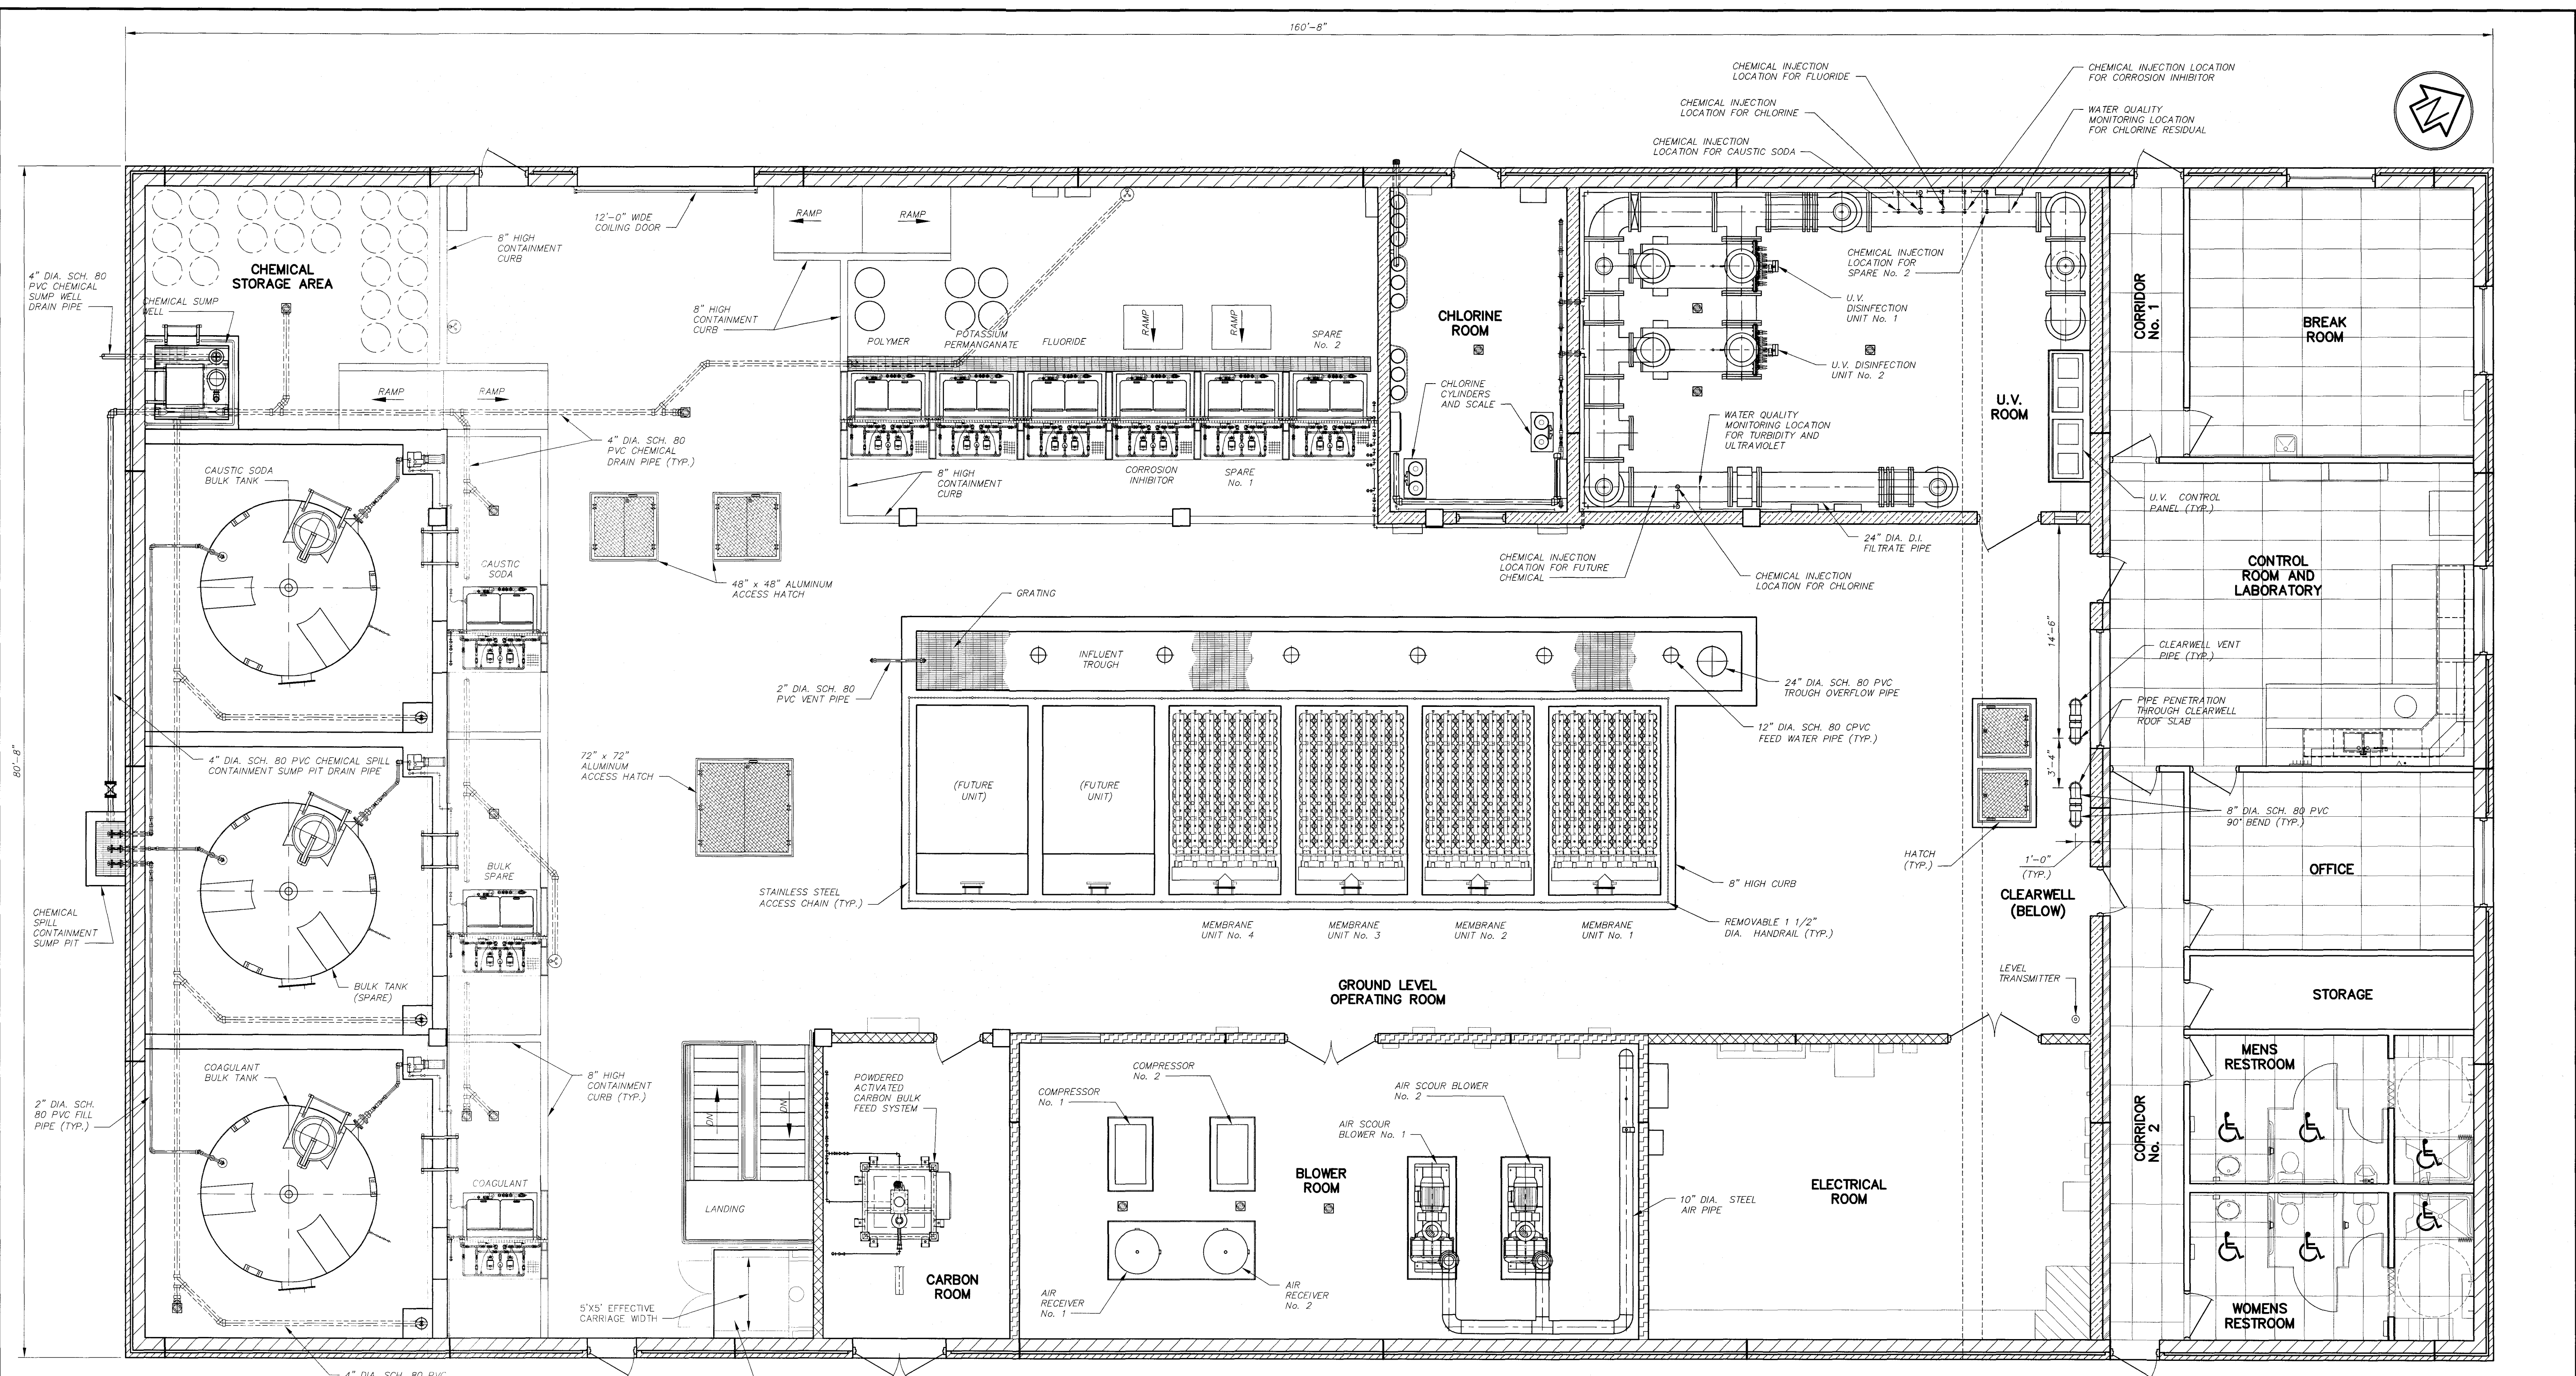 160'-8"
CHEMICAL INJECTION
LOCATION FOR FLUORIDE
CHEMICAL INJECTION LOCATION
FOR CORROSION INHIBITOR
CHEMICAL INJECTION
LOCATION FOR CHLORINE
WATER QUALITY
MONITORING LOCATION
FOR CHLORINE RESIDUAL
CHEMICAL INJECTION
LOCATION FOR CAUSTIC SODA
N
12'-0" WIDE
COILING DOOR
RAMP
RAMP
8" HIGH
CONTAINMENT
CURB
CHEMICAL
STORAGE AREA
4" DIA. SCH. 80
PVC CHEMICAL
SUMP WELL
DRAIN PIPE
CHEMICAL SUMP
WELL
8" HIGH
CONTAINMENT
CURB
POLYMER
POTASSIUM
PERMANGANATE
FLUORIDE
RAMP
RAMP
SPARE
No. 2
CHLORINE
ROOM
CHEMICAL INJECTION
LOCATION FOR
SPARE No. 2
U.V.
DISINFECTION
UNIT No. 1
U.V. DISINFECTION
UNIT No. 2
CORRIDOR
No. 1
BREAK
ROOM
RAMP
RAMP
CHLORINE
CYLINDERS
AND SCALE
WATER QUALITY
MONITORING LOCATION
FOR TURBIDITY AND
ULTRAVIOLET
U.V.
ROOM
4" DIA. SCH. 80
PVC CHEMICAL
DRAIN PIPE (TYP.)
CAUSTIC SODA
BULK TANK
8" HIGH
CONTAINMENT
CURB
CORROSION
INHIBITOR
SPARE
No. 1
U.V. CONTROL
PANEL (TYP.)
24" DIA. D.I.
FILTRATE PIPE
CAUSTIC
SODA
48" x 48" ALUMINUM
ACCESS HATCH
CHEMICAL INJECTION
LOCATION FOR FUTURE
CHEMICAL
CHEMICAL INJECTION
LOCATION FOR CHLORINE
CONTROL
ROOM AND
LABORATORY
GRATING
14'-6"
INFLUENT
TROUGH
CLEARWELL VENT
PIPE (TYP.)
2" DIA. SCH. 80
PVC VENT PIPE
24" DIA. SCH. 80 PVC
TROUGH OVERFLOW PIPE
PIPE PENETRATION
THROUGH CLEARWELL
ROOF SLAB
12" DIA. SCH. 80 CPVC
FEED WATER PIPE (TYP.)
80'-8"
4" DIA. SCH. 80 PVC CHEMICAL SPILL
CONTAINMENT SUMP PIT DRAIN PIPE
72" x 72"
ALUMINUM
ACCESS HATCH
3'-4"
(FUTURE
UNIT)
(FUTURE
UNIT)
8" DIA. SCH. 80 PVC
90° BEND (TYP.)
HATCH
(TYP.)
1'-0"
(TYP.)
BULK
SPARE
OFFICE
STAINLESS STEEL
ACCESS CHAIN (TYP.)
8" HIGH CURB
CLEARWELL
(BELOW)
CHEMICAL
SPILL
CONTAINMENT
SUMP PIT
MEMBRANE
UNIT No. 4
MEMBRANE
UNIT No. 3
MEMBRANE
UNIT No. 2
MEMBRANE
UNIT No. 1
REMOVABLE 1 1/2"
DIA. HANDRAIL (TYP.)
BULK TANK
(SPARE)
GROUND LEVEL
OPERATING ROOM
LEVEL
TRANSMITTER
STORAGE
COAGULANT
BULK TANK
8" HIGH
CONTAINMENT
CURB (TYP.)
POWDERED
ACTIVATED
CARBON BULK
FEED SYSTEM
COMPRESSOR
No. 1
COMPRESSOR
No. 2
AIR SCOUR BLOWER
No. 2
AIR SCOUR
BLOWER No. 1
MENS
RESTROOM
2" DIA. SCH.
80 PVC FILL
PIPE (TYP.)
DN
DN
CORRIDOR
No. 2
COAGULANT
BLOWER
ROOM
ELECTRICAL
ROOM
LANDING
10" DIA. STEEL
AIR PIPE
CARBON
ROOM
AIR
RECEIVER
No. 1
AIR
RECEIVER
No. 2
5'X5' EFFECTIVE
CARRIAGE WIDTH
WOMENS
RESTROOM
4" DIA. SCH. 80 PVC